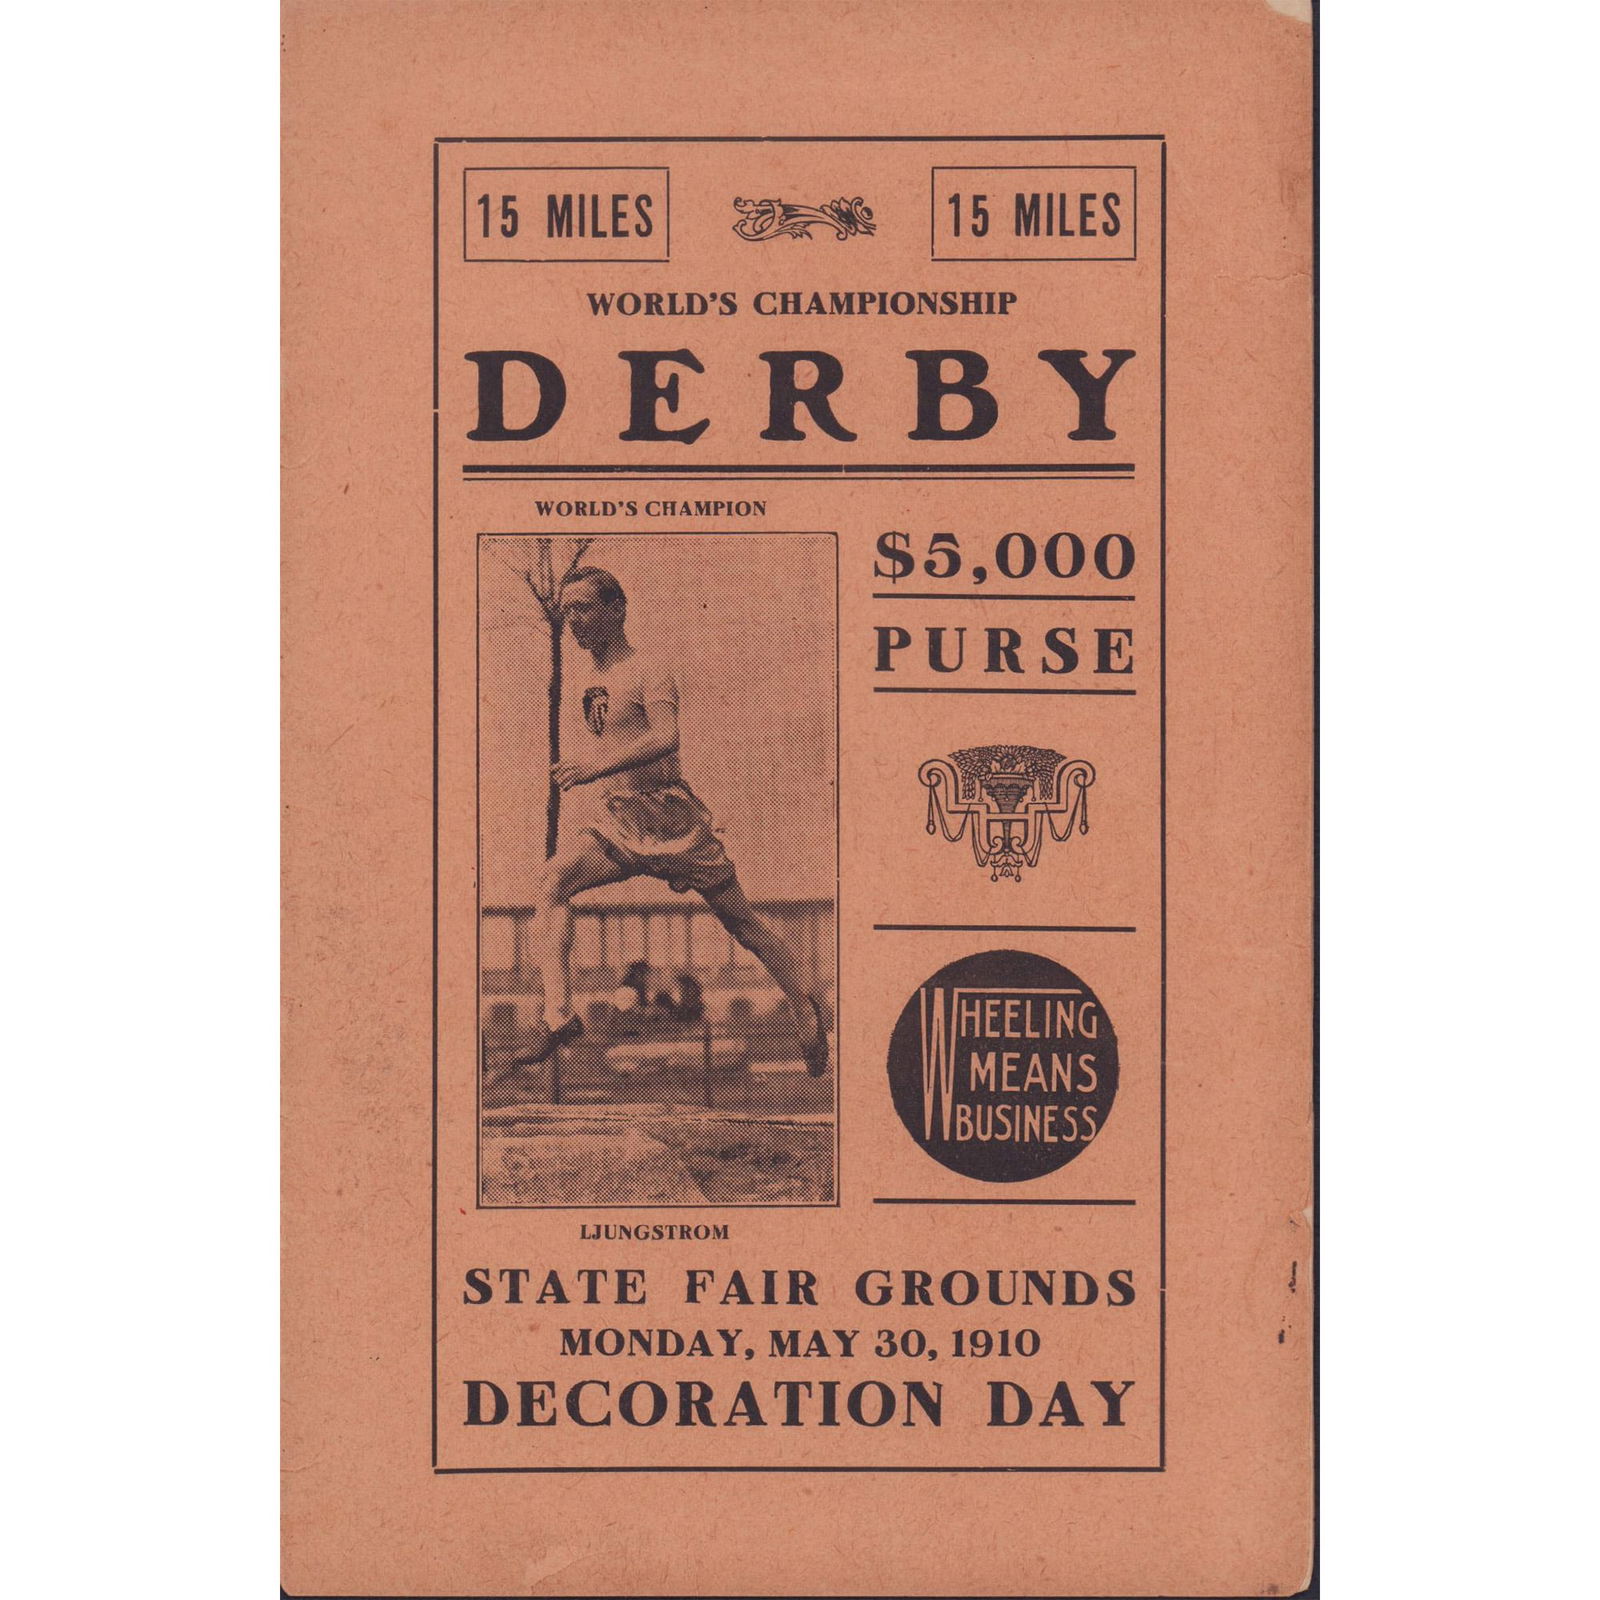 15 MILES
15 MILES
WORLD'S CHAMPIONSHIP
DERBY
WORLD'S CHAMPION
$5,000
PURSE
WHEELING
MEANS
BUSINESS
LJUNGSTROM
STATE FAIR GROUNDS
MONDAY, MAY 30, 1910
DECORATION DAY